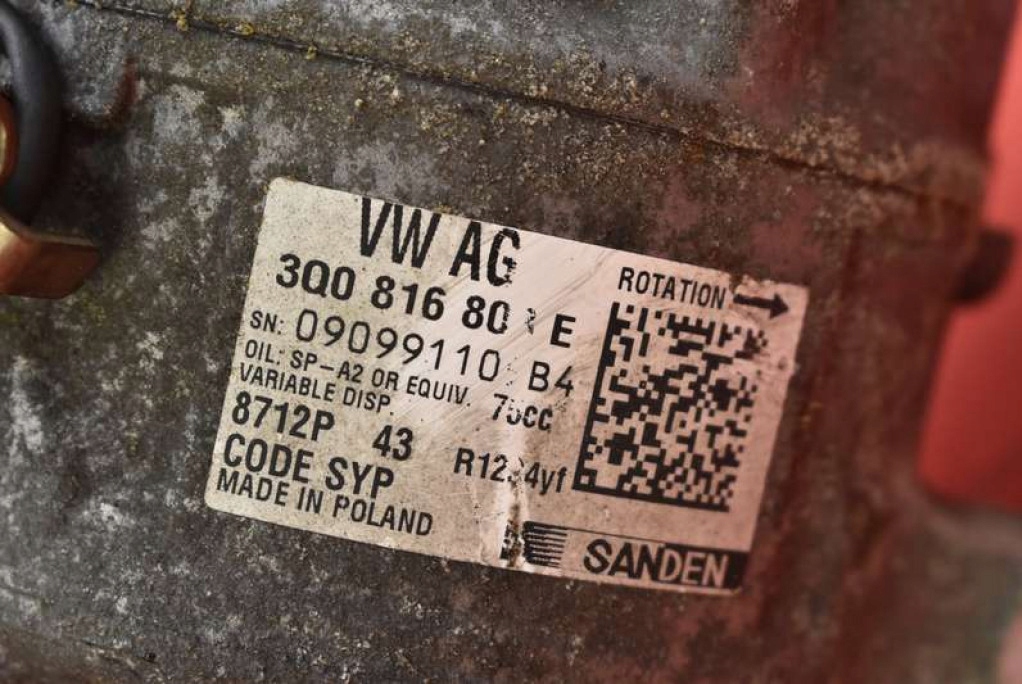 VW AG
3Q0 816 80 E
ROTATION
SN: 09099110 B4
OIL: SP-A2 OR EQUIV.
VARIABLE DISP.
8712P 43
CODE SYP
MADE IN POLAND
SANDEN